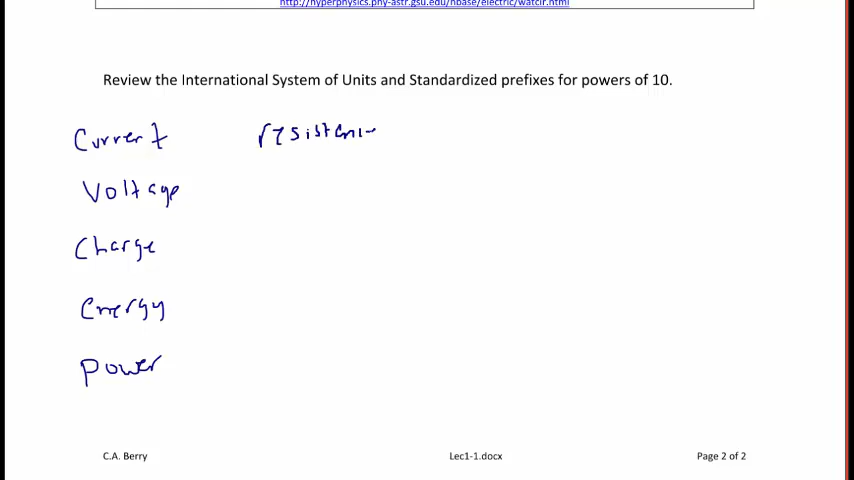 http://hyperphysics.phy-astr.gsu.edu/hbase/electric/watcir.html
Review the International System of Units and Standardized prefixes for powers of 10.
Current
Voltage
Charge
Energy
Power
C.A. Berry Lec1-1.docx Page 2 of 2